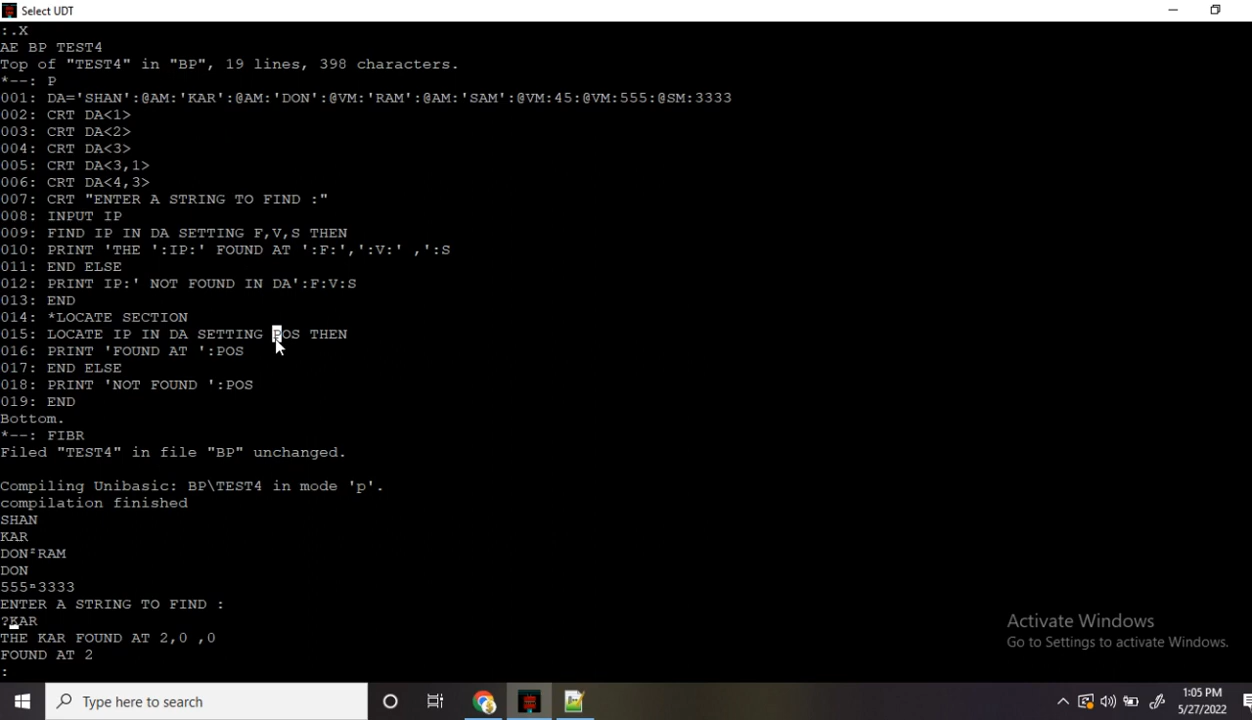 Select UDT
:.X
AE BP TEST4
Top of "TEST4" in "BP", 19 lines, 398 characters.
*--: P
001: DA='SHAN':@AM:'KAR':@AM:'DON':@VM:'RAM':@AM:'SAM':@VM:45:@VM:555:@SM:3333
002: CRT DA<1>
003: CRT DA<2>
004: CRT DA<3>
005: CRT DA<3,1>
006: CRT DA<4,3>
007: CRT "ENTER A STRING TO FIND :"
008: INPUT IP
009: FIND IP IN DA SETTING F,V,S THEN
010: PRINT 'THE ':IP:' FOUND AT ':F:',':V:' ,':S
011: END ELSE
012: PRINT IP:' NOT FOUND IN DA':F:V:S
013: END
014: *LOCATE SECTION
015: LOCATE IP IN DA SETTING POS THEN
016: PRINT 'FOUND AT ':POS
017: END ELSE
018: PRINT 'NOT FOUND ':POS
019: END
Bottom.
*--: FIBR
Filed "TEST4" in file "BP" unchanged.
Compiling Unibasic: BP\TEST4 in mode 'p'.
compilation finished
SHAN
KAR
DON²RAM
DON
555ⁿ3333
ENTER A STRING TO FIND :
?KAR
THE KAR FOUND AT 2,0 ,0
FOUND AT 2
:
Activate Windows
Go to Settings to activate Windows.
Type here to search
1:05 PM
5/27/2022